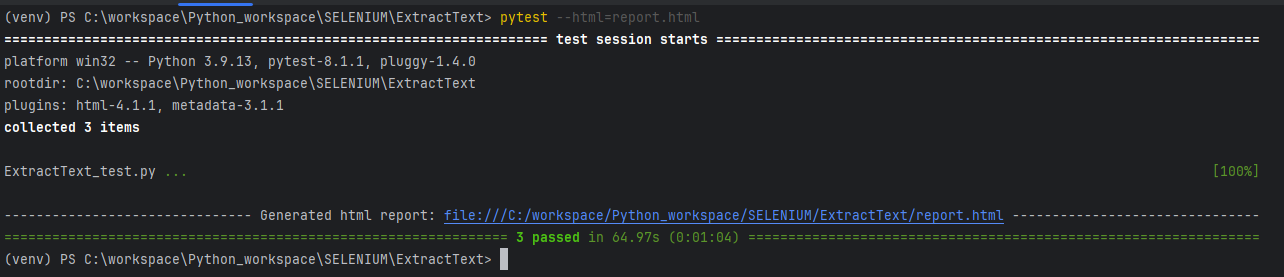 (venv) PS C:\workspace\Python_workspace\SELENIUM\ExtractText> pytest --html=report.html
==================================================================== test session starts ====================================================================
platform win32 -- Python 3.9.13, pytest-8.1.1, pluggy-1.4.0
rootdir: C:\workspace\Python_workspace\SELENIUM\ExtractText
plugins: html-4.1.1, metadata-3.1.1
collected 3 items
ExtractText_test.py ... [100%]
------------------------------- Generated html report: file:///C:/workspace/Python_workspace/SELENIUM/ExtractText/report.html -------------------------------
=============================================================== 3 passed in 64.97s (0:01:04) ================================================================
(venv) PS C:\workspace\Python_workspace\SELENIUM\ExtractText>